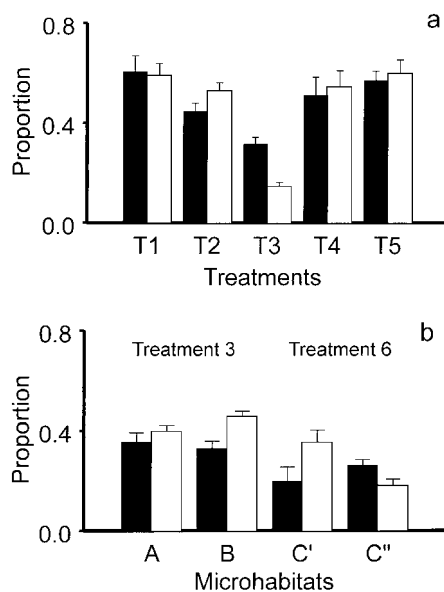 a
0.8
0.4
0.0
Proportion
T1 T2 T3 T4 T5
Treatments
b
0.8
0.4
0.0
Proportion
Treatment 3 Treatment 6
A B C' C"
Microhabitats